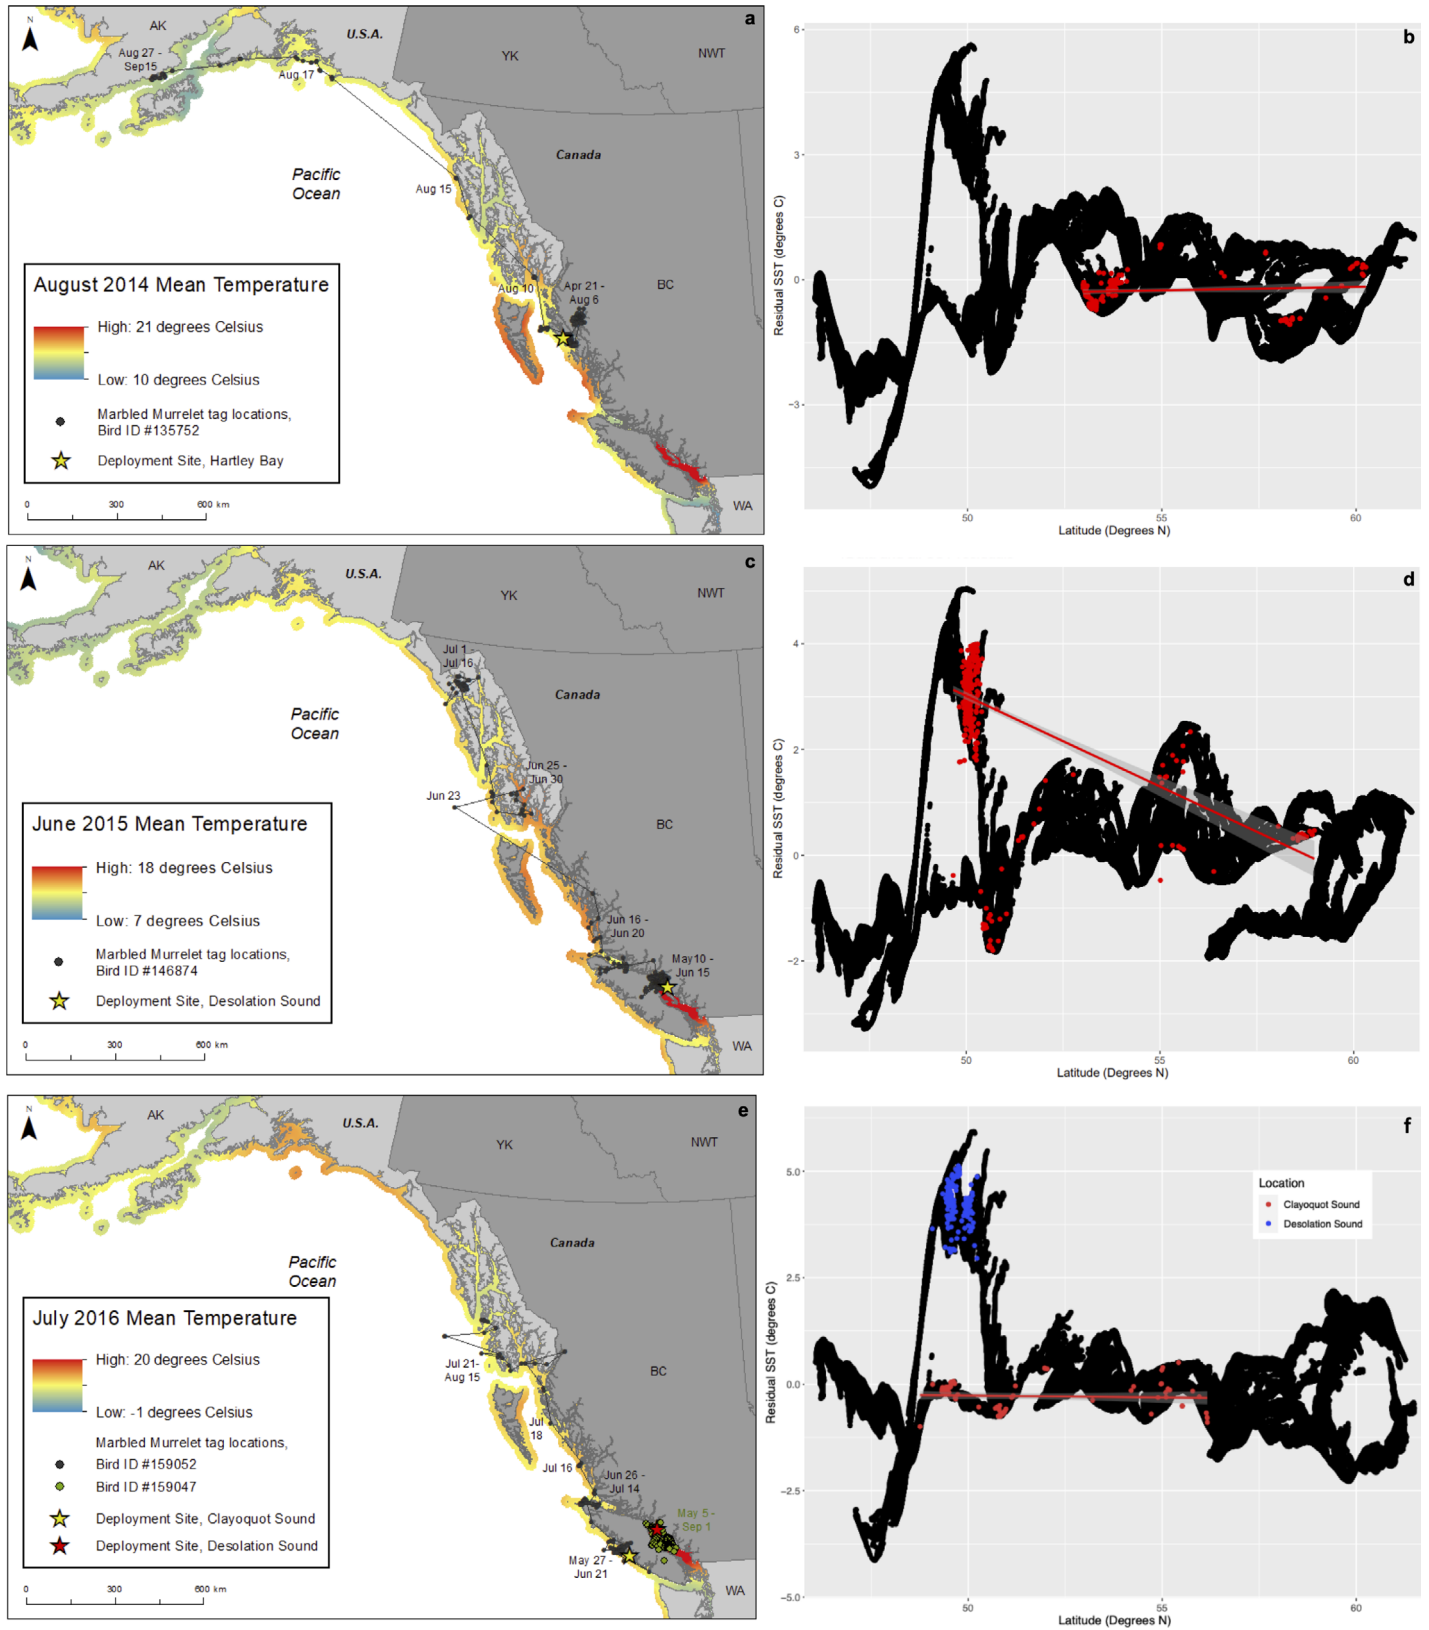 a
N
AK
U.S.A.
YK
NWT
Aug 27 -
Sep15
Aug 17
Canada
Pacific
Ocean
Aug 15
Aug 10
Apr 21 -
Aug 6
BC
August 2014 Mean Temperature
High: 21 degrees Celsius
Low: 10 degrees Celsius
Marbled Murrelet tag locations,
Bird ID #135752
Deployment Site, Hartley Bay
0 300 600 km
WA
b
6
3
0
-3
Residual SST (degrees C)
50 55 60
Latitude (Degrees N)
c
N
AK
U.S.A.
YK
NWT
Jul 1 -
Jul 16
Canada
Pacific
Ocean
Jun 25 -
Jun 30
Jun 23
BC
June 2015 Mean Temperature
High: 18 degrees Celsius
Low: 7 degrees Celsius
Marbled Murrelet tag locations,
Bird ID #146874
Deployment Site, Desolation Sound
Jun 16 -
Jun 20
May10 -
Jun 15
0 300 600 km
WA
d
4
2
0
-2
Residual SST (degrees C)
50 55 60
Latitude (Degrees N)
e
N
AK
U.S.A.
YK
NWT
Canada
Pacific
Ocean
Jul 21-
Aug 15
BC
July 2016 Mean Temperature
High: 20 degrees Celsius
Low: -1 degrees Celsius
Marbled Murrelet tag locations,
Bird ID #159052
Bird ID #159047
Deployment Site, Clayoquot Sound
Deployment Site, Desolation Sound
Jul
18
Jul 16
Jun 26 -
Jul 14
May 5 -
Sep 1
May 27 -
Jun 21
0 300 600 km
WA
f
Location
Clayoquot Sound
Desolation Sound
5.0
2.5
0.0
-2.5
-5.0
Residual SST (degrees C)
50 55 60
Latitude (Degrees N)